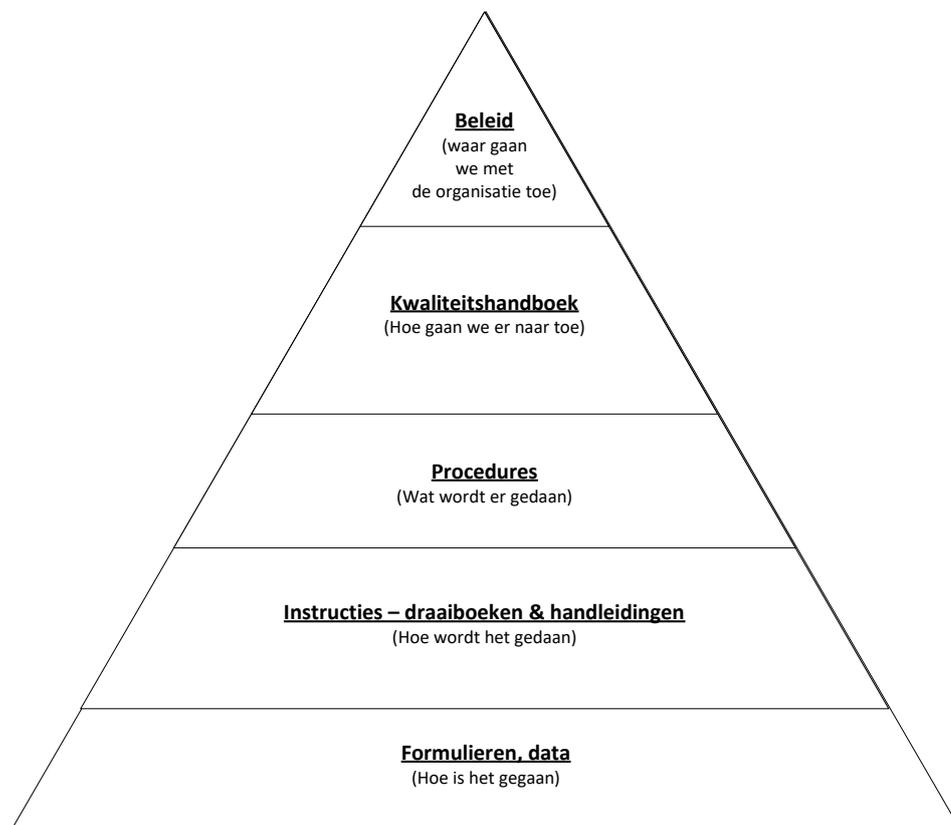 Beleid
(waar gaan
we met
de organisatie toe)
Kwaliteitshandboek
(Hoe gaan we er naar toe)
Procedures
(Wat wordt er gedaan)
Instructies – draaiboeken & handleidingen
(Hoe wordt het gedaan)
Formulieren, data
(Hoe is het gegaan)